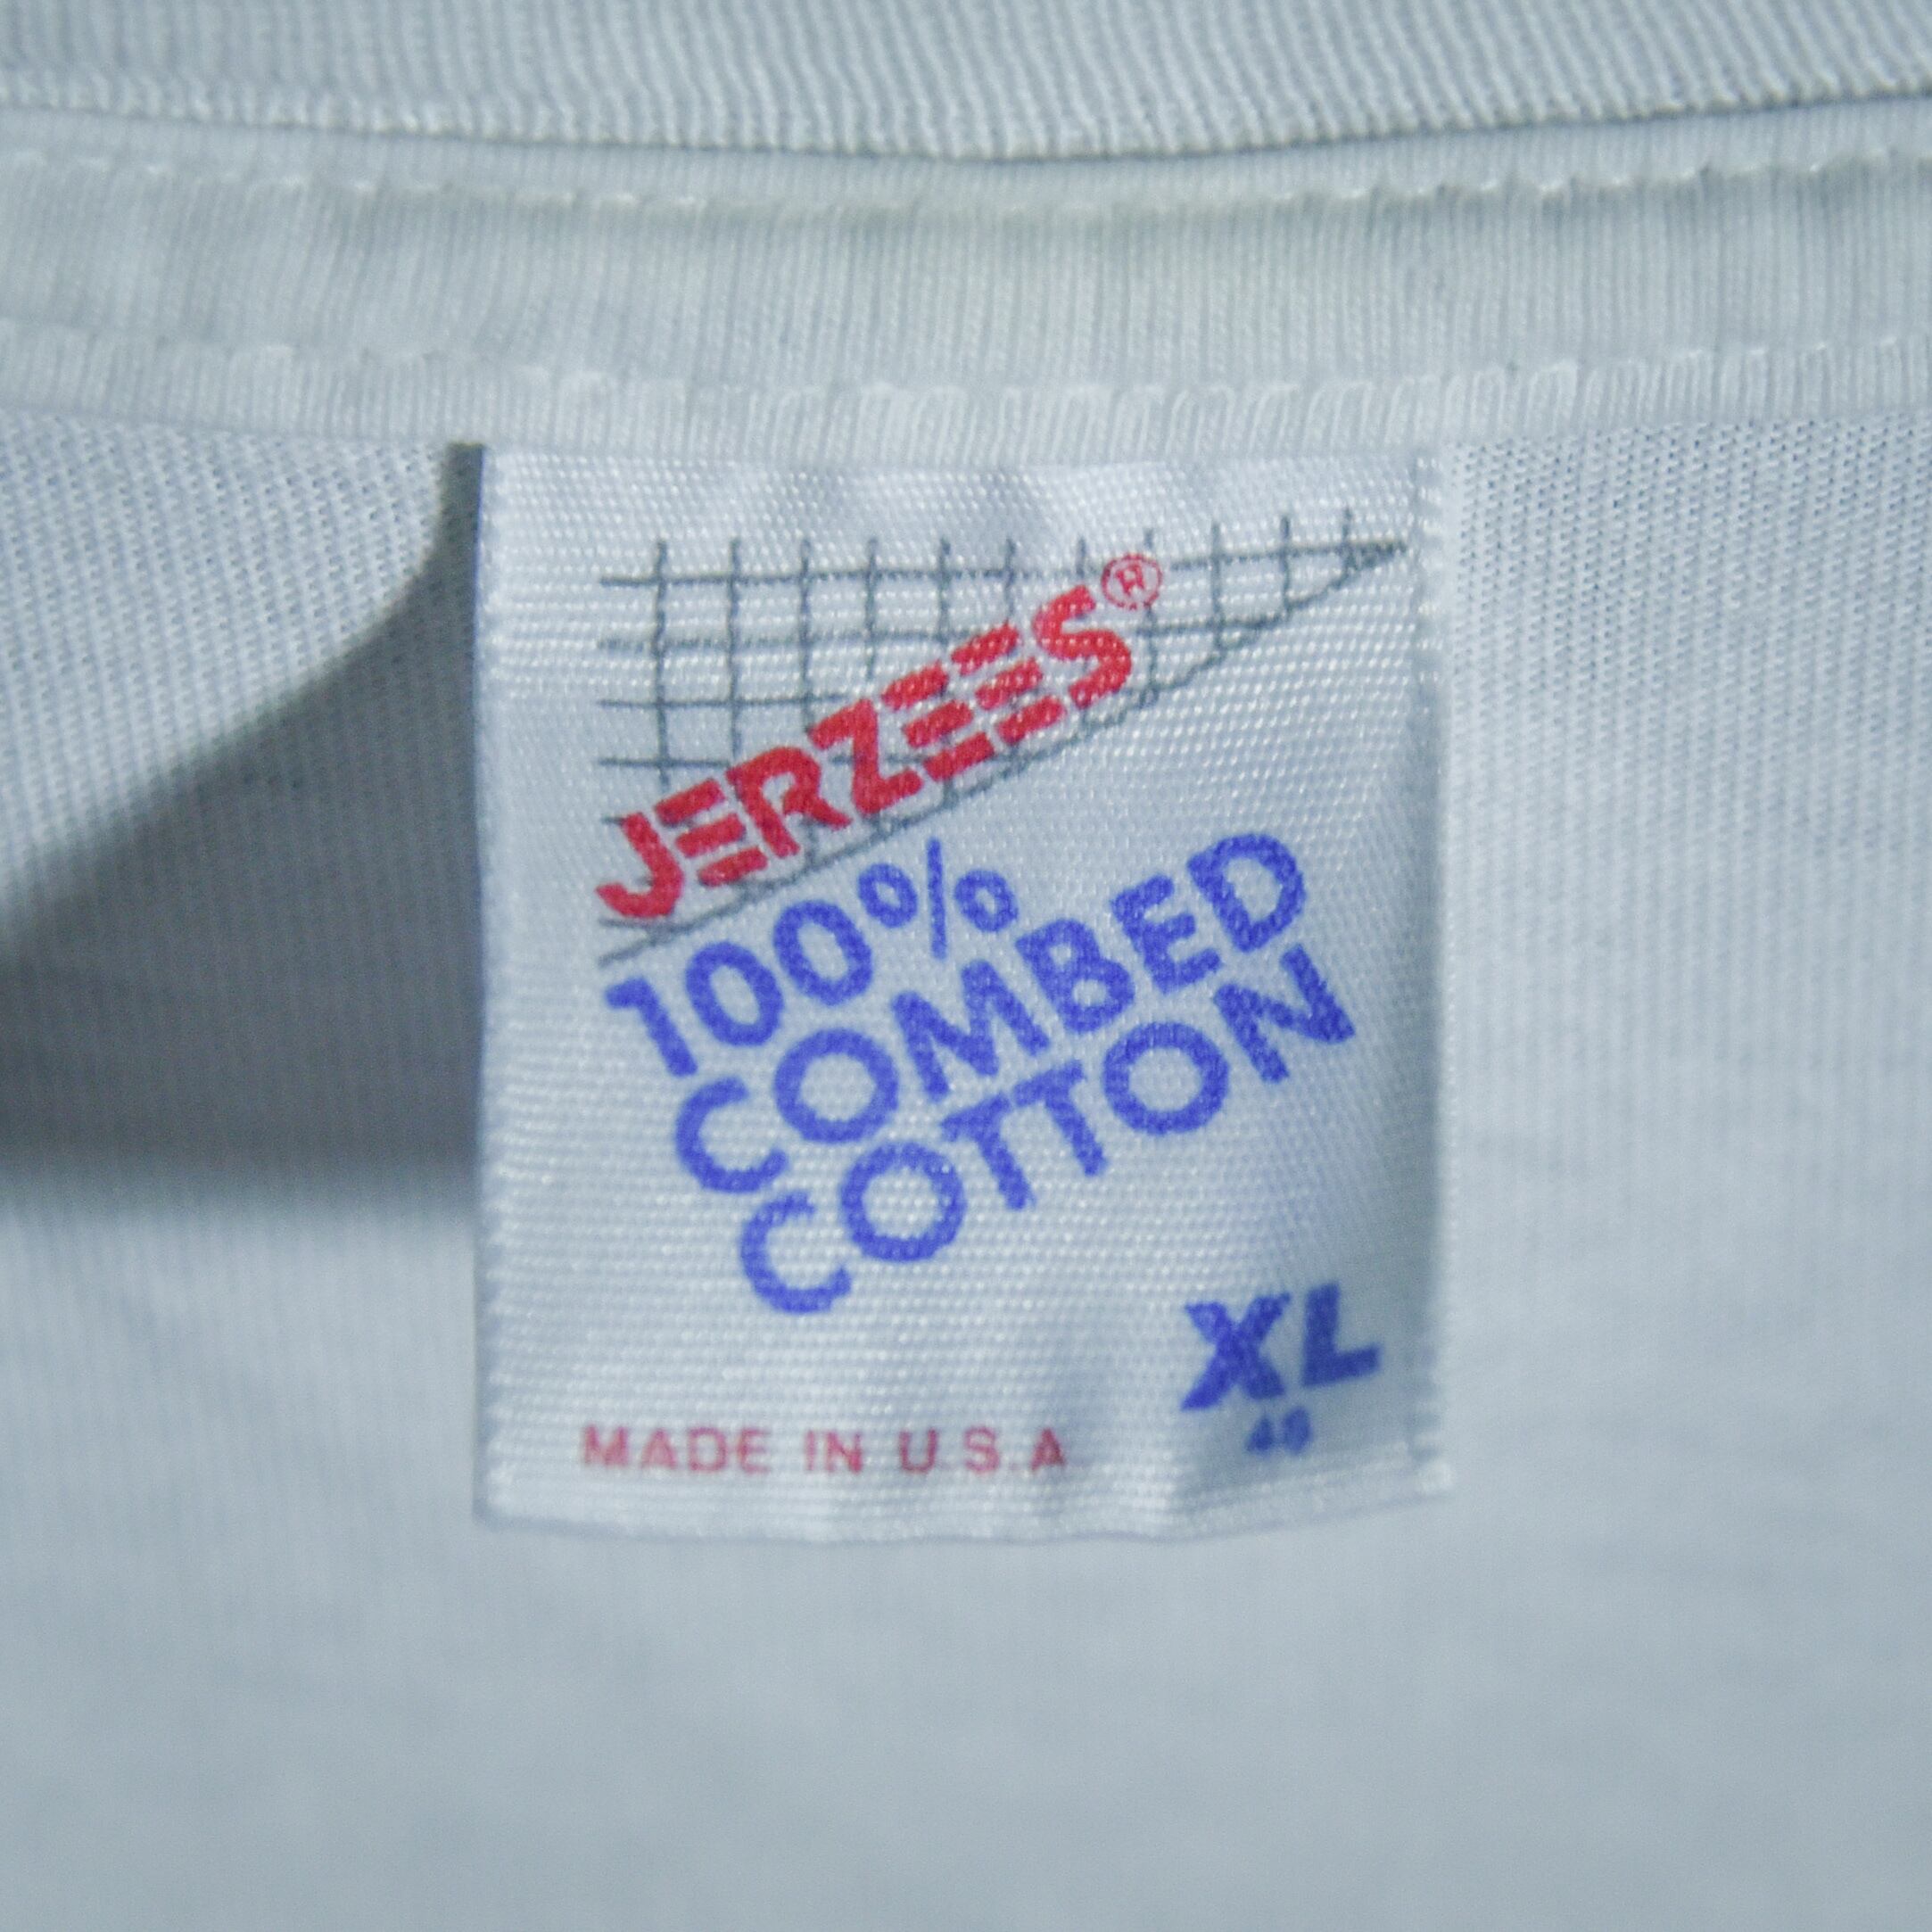 JERZEES®
100%
COMBED
COTTON
XL
MADE IN U.S.A